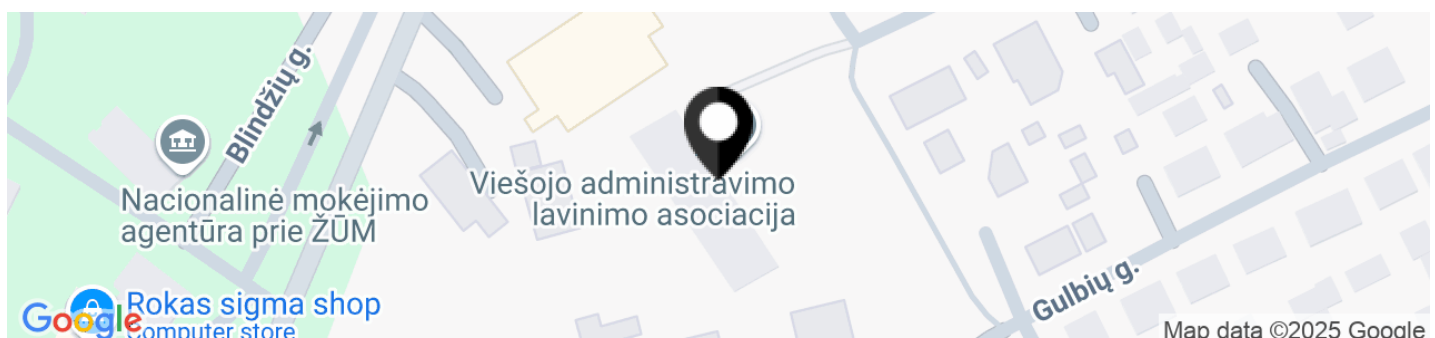 Blindžių g.
Nacionalinė mokėjimo
agentūra prie ŽŪM
Viešojo administravimo
lavinimo asociacija
Gulbių g.
Rokas sigma shop
Computer store
Google
Map data ©2025 Google